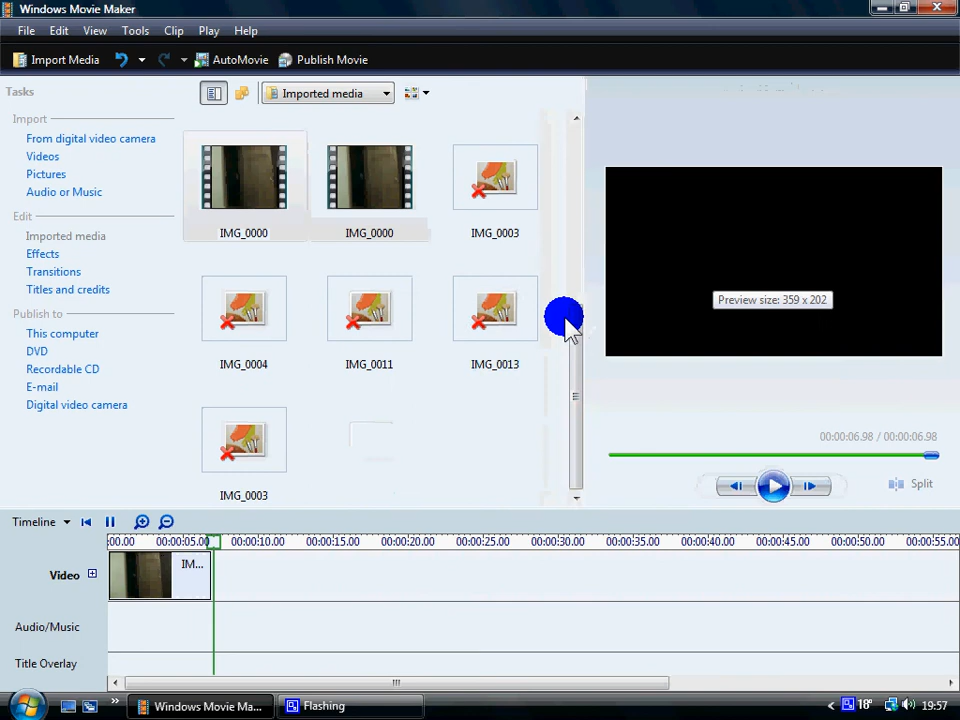 Windows Movie Maker
File Edit View Tools Clip Play Help
Import Media AutoMovie Publish Movie
Tasks
Imported media
Import
From digital video camera
Videos
Pictures
Audio or Music
Edit
Imported media
Effects
Transitions
Titles and credits
Publish to
This computer
DVD
Recordable CD
E-mail
Digital video camera
IMG_0000 IMG_0000 IMG_0003
IMG_0004 IMG_0011 IMG_0013
IMG_0003
Preview size: 359 x 202
00:00:06.98 / 00:00:06.98
Split
Timeline
:00.00 00:00:05.00 00:00:10.00 00:00:15.00 00:00:20.00 00:00:25.00 00:00:30.00 00:00:35.00 00:00:40.00 00:00:45.00 00:00:50.00 00:00:55.00
Video IM...
Audio/Music
Title Overlay
Windows Movie Ma... Flashing 18° 19:57